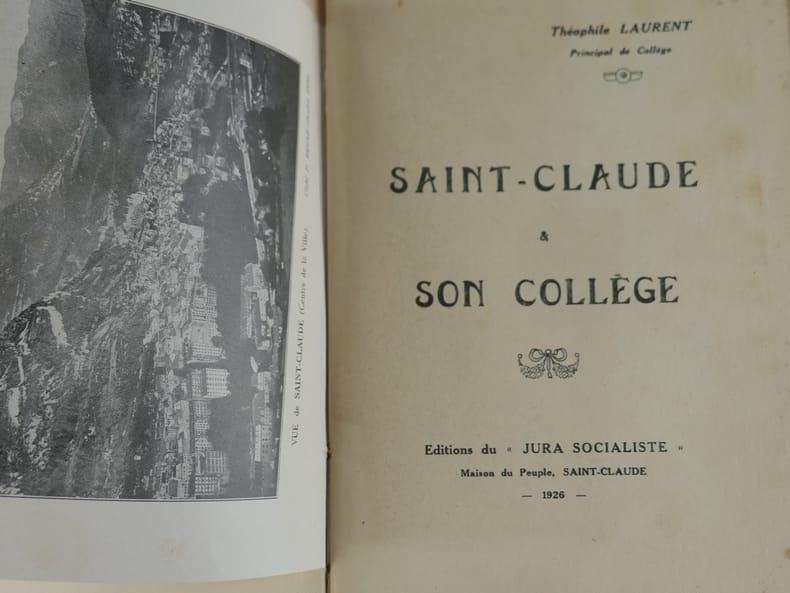 VUE de SAINT-CLAUDE (Centre de la Ville)
Théophile LAURENT
Principal de Collège
SAINT-CLAUDE
&
SON COLLÈGE
Editions du « JURA SOCIALISTE »
Maison du Peuple, SAINT-CLAUDE
— 1926 —